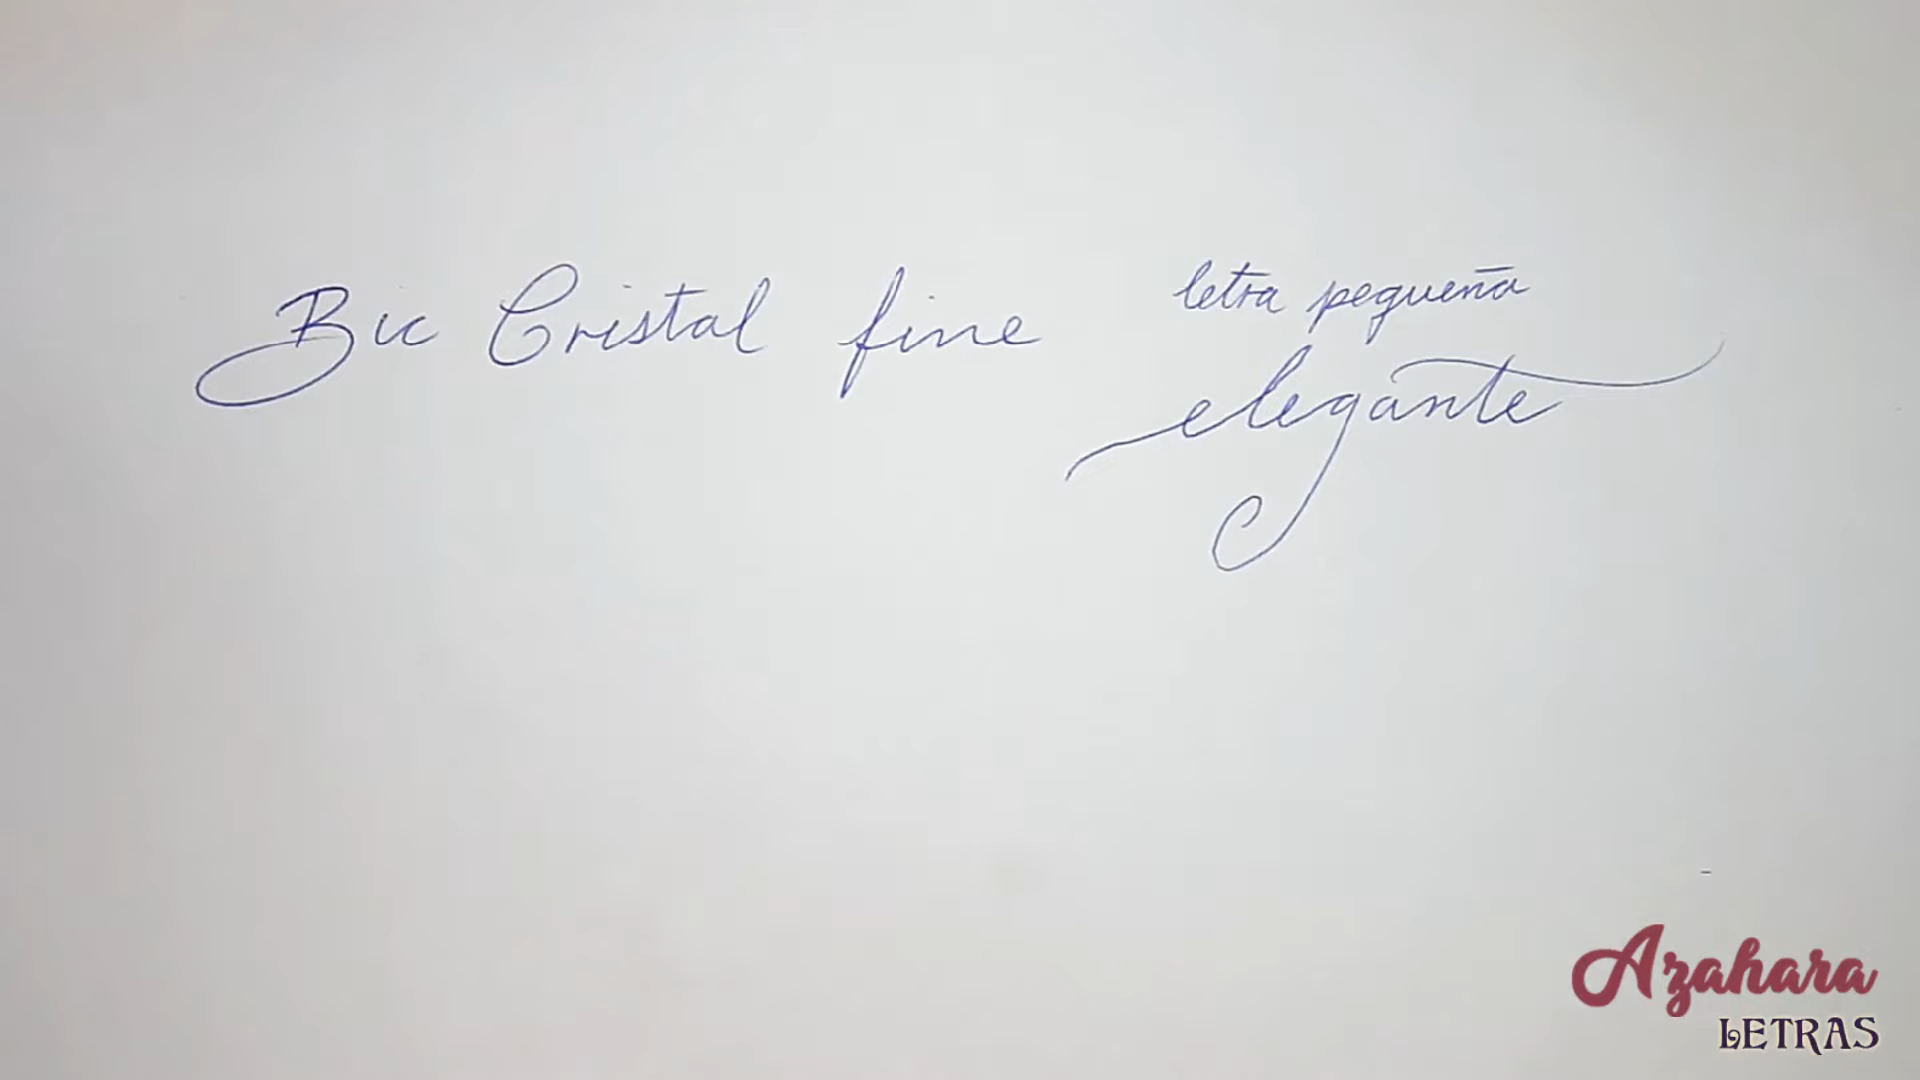 Bic Cristal fine
letra pequeña
elegante
Azahara
LETRAS